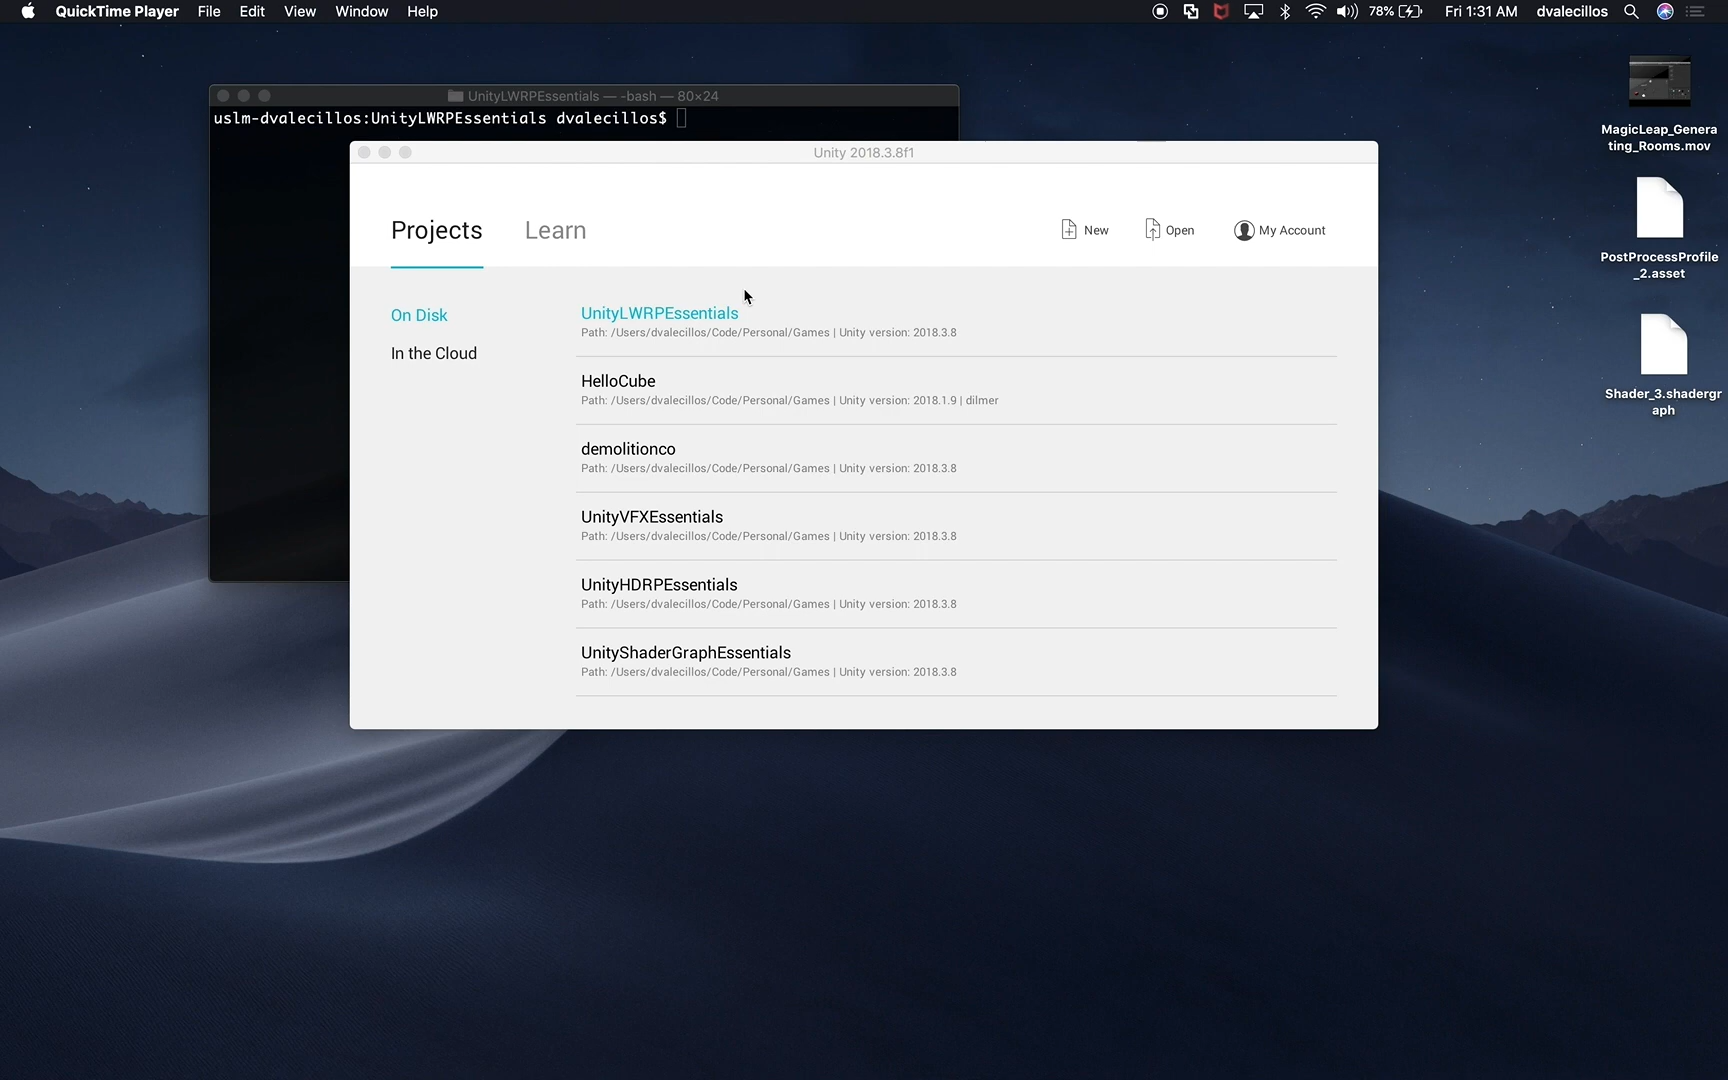 QuickTime Player File Edit View Window Help 78% Fri 1:31 AM dvalecillos
UnityLWRPEssentials — -bash — 80×24
uslm-dvalecillos:UnityLWRPEssentials dvalecillos$
Unity 2018.3.8f1
Projects Learn New Open My Account
On Disk
In the Cloud
UnityLWRPEssentials
Path: /Users/dvalecillos/Code/Personal/Games | Unity version: 2018.3.8
HelloCube
Path: /Users/dvalecillos/Code/Personal/Games | Unity version: 2018.1.9 | dilmer
demolitionco
Path: /Users/dvalecillos/Code/Personal/Games | Unity version: 2018.3.8
UnityVFXEssentials
Path: /Users/dvalecillos/Code/Personal/Games | Unity version: 2018.3.8
UnityHDRPEssentials
Path: /Users/dvalecillos/Code/Personal/Games | Unity version: 2018.3.8
UnityShaderGraphEssentials
Path: /Users/dvalecillos/Code/Personal/Games | Unity version: 2018.3.8
MagicLeap_Genera
ting_Rooms.mov
PostProcessProfile
_2.asset
Shader_3.shadergr
aph